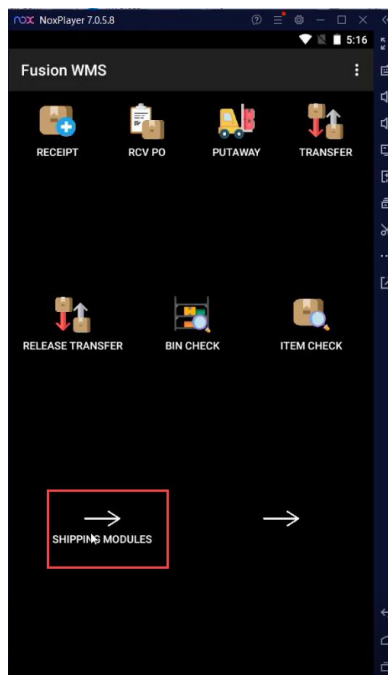 nox NoxPlayer 7.0.5.8
5:16
Fusion WMS
RECEIPT RCV PO PUTAWAY TRANSFER
RELEASE TRANSFER BIN CHECK ITEM CHECK
SHIPPING MODULES